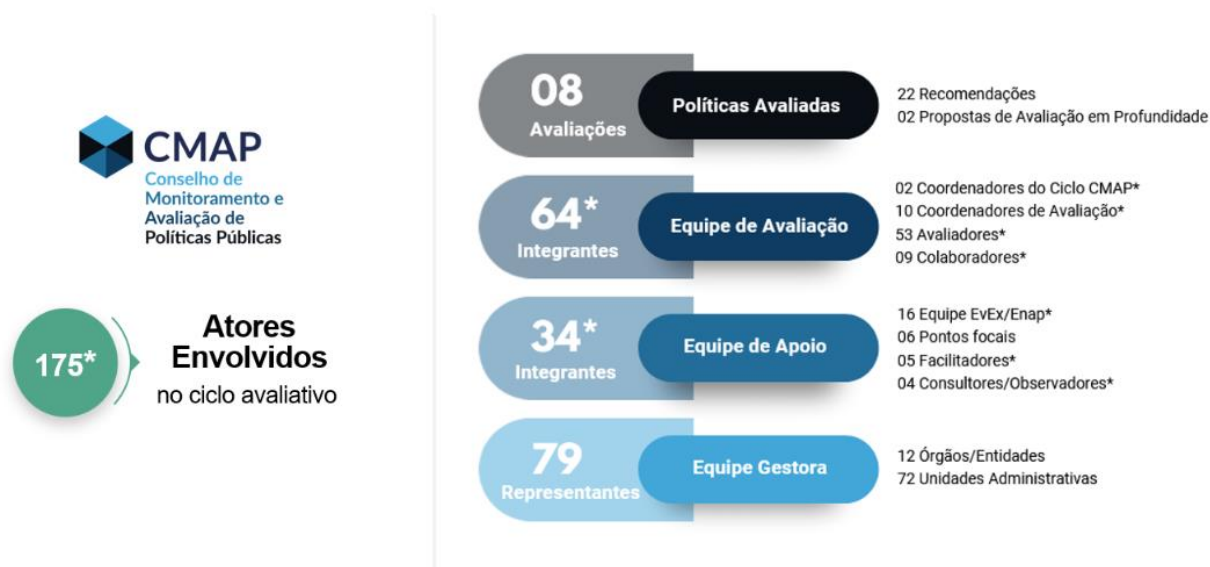 CMAP
Conselho de
Monitoramento e
Avaliação de
Políticas Públicas
175*
Atores
Envolvidos
no ciclo avaliativo
08
Avaliações
Políticas Avaliadas
22 Recomendações
02 Propostas de Avaliação em Profundidade
64*
Integrantes
Equipe de Avaliação
02 Coordenadores do Ciclo CMAP*
10 Coordenadores de Avaliação*
53 Avaliadores*
09 Colaboradores*
34*
Integrantes
Equipe de Apoio
16 Equipe EvEx/Enap*
06 Pontos focais
05 Facilitadores*
04 Consultores/Observadores*
79
Representantes
Equipe Gestora
12 Órgãos/Entidades
72 Unidades Administrativas